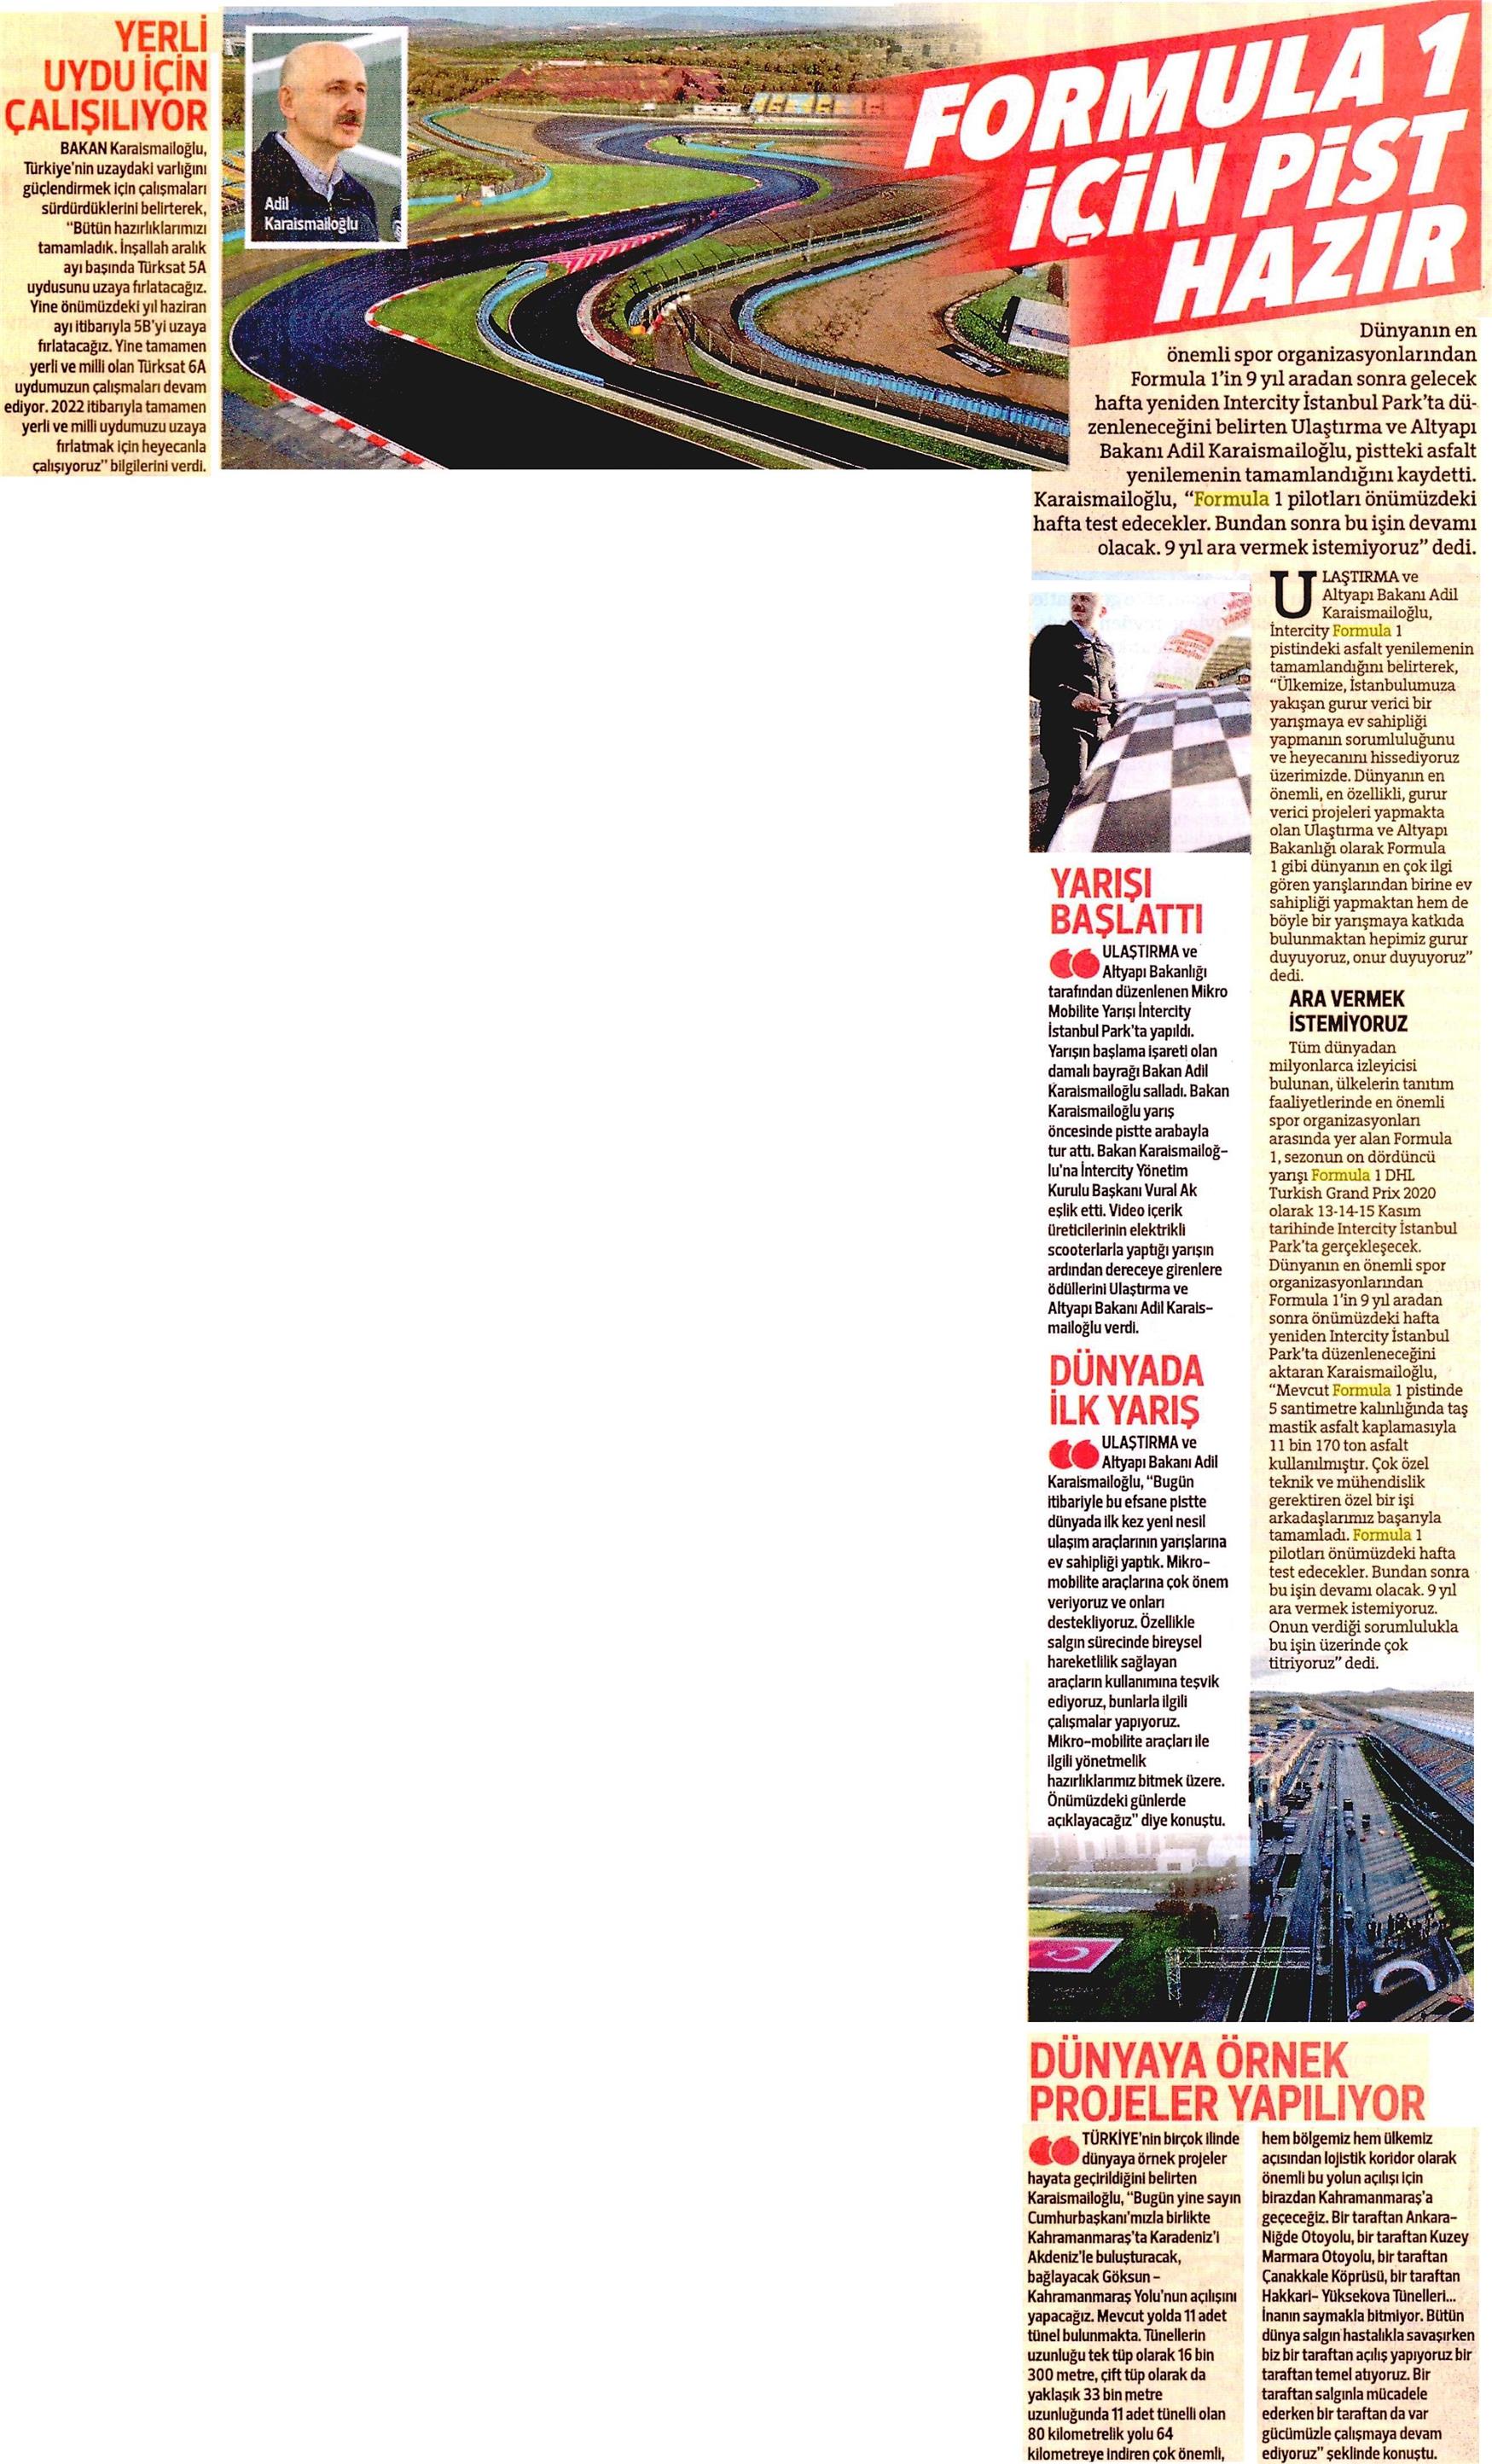 YERLİ
UYDU İÇİN
ÇALIŞILIYOR
BAKAN Karaismailoğlu,
Türkiye'nin uzaydaki varlığını
güçlendirmek için çalışmaları
sürdürdüklerini belirterek,
"Bütün hazırlıklarımızı
tamamladık. İnşallah aralık
ayı başında Türksat 5A
uydusunu uzaya fırlatacağız.
Yine önümüzdeki yıl haziran
ayı itibarıyla 5B'yi uzaya
fırlatacağız. Yine tamamen
yerli ve milli olan Türksat 6A
uydumuzun çalışmaları devam
ediyor. 2022 itibarıyla tamamen
yerli ve milli uydumuzu uzaya
fırlatmak için heyecanla
çalışıyoruz" bilgilerini verdi.
Adil
Karaismailoğlu
FORMULA 1
İÇİN PİST
HAZIR
Dünyanın en
önemli spor organizasyonlarından
Formula 1'in 9 yıl aradan sonra gelecek
hafta yeniden Intercity İstanbul Park'ta dü-
zenleneceğini belirten Ulaştırma ve Altyapı
Bakanı Adil Karaismailoğlu, pistteki asfalt
yenilemenin tamamlandığını kaydetti.
Karaismailoğlu, "Formula 1 pilotları önümüzdeki
hafta test edecekler. Bundan sonra bu işin devamı
olacak. 9 yıl ara vermek istemiyoruz" dedi.
ULAŞTIRMA ve
Altyapı Bakanı Adil
Karaismailoğlu,
İntercity Formula 1
pistindeki asfalt yenilemenin
tamamlandığını belirterek,
"Ülkemize, İstanbulumuza
yakışan gurur verici bir
yarışmaya ev sahipliği
yapmanın sorumluluğunu
ve heyecanını hissediyoruz
üzerimizde. Dünyanın en
önemli, en özellikli, gurur
verici projeleri yapmakta
olan Ulaştırma ve Altyapı
Bakanlığı olarak Formula
1 gibi dünyanın en çok ilgi
gören yarışlarından birine ev
sahipliği yapmaktan hem de
böyle bir yarışmaya katkıda
bulunmaktan hepimiz gurur
duyuyoruz, onur duyuyoruz"
dedi.
ARA VERMEK
İSTEMİYORUZ
Tüm dünyadan
milyonlarca izleyicisi
bulunan, ülkelerin tanıtım
faaliyetlerinde en önemli
spor organizasyonları
arasında yer alan Formula
1, sezonun on dördüncü
yarışı Formula 1 DHL
Turkish Grand Prix 2020
olarak 13-14-15 Kasım
tarihinde Intercity İstanbul
Park'ta gerçekleşecek.
Dünyanın en önemli spor
organizasyonlarından
Formula 1'in 9 yıl aradan
sonra önümüzdeki hafta
yeniden Intercity İstanbul
Park'ta düzenleneceğini
aktaran Karaismailoğlu,
"Mevcut Formula 1 pistinde
5 santimetre kalınlığında taş
mastik asfalt kaplamasıyla
11 bin 170 ton asfalt
kullanılmıştır. Çok özel
teknik ve mühendislik
gerektiren özel bir işi
arkadaşlarımız başarıyla
tamamladı. Formula 1
pilotları önümüzdeki hafta
test edecekler. Bundan sonra
bu işin devamı olacak. 9 yıl
ara vermek istemiyoruz.
Onun verdiği sorumlulukla
bu işin üzerinde çok
titriyoruz" dedi.
YARIŞI
BAŞLATTI
ULAŞTIRMA ve
Altyapı Bakanlığı
tarafından düzenlenen Mikro
Mobilite Yarışı İntercity
İstanbul Park'ta yapıldı.
Yarışın başlama işareti olan
damalı bayrağı Bakan Adil
Karaismailoğlu salladı. Bakan
Karaismailoğlu yarış
öncesinde pistte arabayla
tur attı. Bakan Karaismailoğ-
lu'na İntercity Yönetim
Kurulu Başkanı Vural Ak
eşlik etti. Video içerik
üreticilerinin elektrikli
scooterlarla yaptığı yarışın
ardından dereceye girenlere
ödüllerini Ulaştırma ve
Altyapı Bakanı Adil Karais-
mailoğlu verdi.
DÜNYADA
İLK YARIŞ
ULAŞTIRMA ve
Altyapı Bakanı Adil
Karaismailoğlu, "Bugün
itibariyle bu efsane pistte
dünyada ilk kez yeni nesil
ulaşım araçlarının yarışlarına
ev sahipliği yaptık. Mikro-
mobilite araçlarına çok önem
veriyoruz ve onları
destekliyoruz. Özellikle
salgın sürecinde bireysel
hareketlilik sağlayan
araçların kullanımına teşvik
ediyoruz, bunlarla ilgili
çalışmalar yapıyoruz.
Mikro-mobilite araçları ile
ilgili yönetmelik
hazırlıklarımız bitmek üzere.
Önümüzdeki günlerde
açıklayacağız" diye konuştu.
DÜNYAYA ÖRNEK
PROJELER YAPILIYOR
TÜRKİYE'nin birçok ilinde
dünyaya örnek projeler
hayata geçirildiğini belirten
Karaismailoğlu, "Bugün yine sayın
Cumhurbaşkanı'mızla birlikte
Kahramanmaraş'ta Karadeniz'i
Akdeniz'le buluşturacak,
bağlayacak Göksun -
Kahramanmaraş Yolu'nun açılışını
yapacağız. Mevcut yolda 11 adet
tünel bulunmakta. Tünellerin
uzunluğu tek tüp olarak 16 bin
300 metre, çift tüp olarak da
yaklaşık 33 bin metre
uzunluğunda 11 adet tünelli olan
80 kilometrelik yolu 64
kilometreye indiren çok önemli,
hem bölgemiz hem ülkemiz
açısından lojistik koridor olarak
önemli bu yolun açılışı için
birazdan Kahramanmaraş'a
geçeceğiz. Bir taraftan Ankara-
Niğde Otoyolu, bir taraftan Kuzey
Marmara Otoyolu, bir taraftan
Çanakkale Köprüsü, bir taraftan
Hakkari- Yüksekova Tünelleri...
İnanın saymakla bitmiyor. Bütün
dünya salgın hastalıkla savaşırken
biz bir taraftan açılış yapıyoruz bir
taraftan temel atıyoruz. Bir
taraftan salgınla mücadele
ederken bir taraftan da var
gücümüzle çalışmaya devam
ediyoruz" şeklinde konuştu.